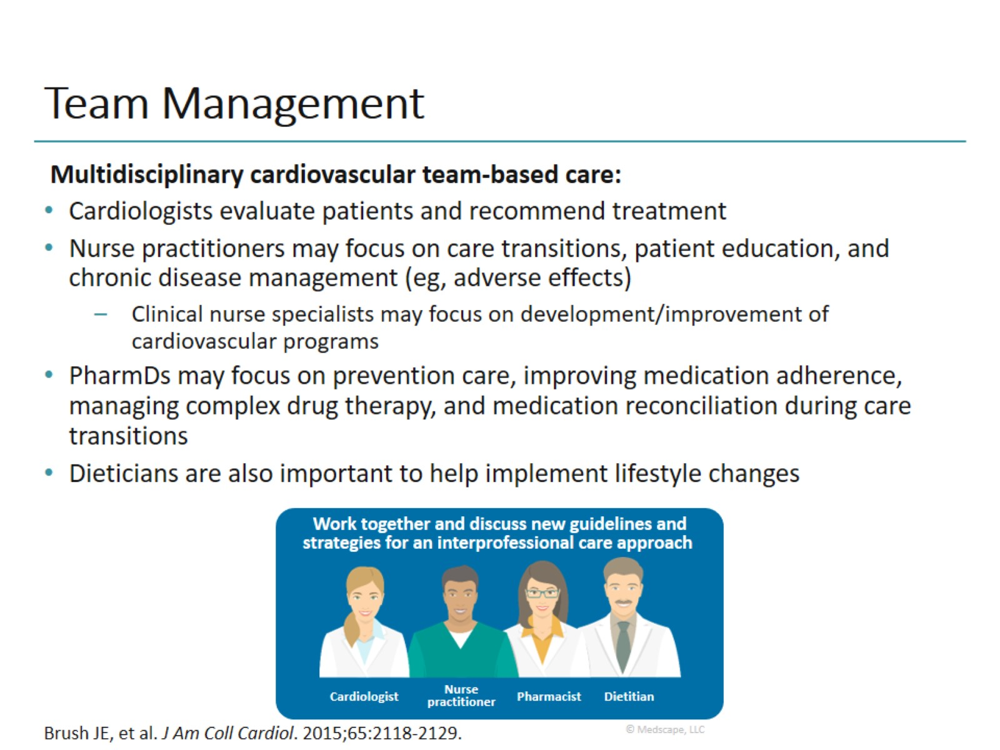 Team Management
Multidisciplinary cardiovascular team-based care:
• Cardiologists evaluate patients and recommend treatment
• Nurse practitioners may focus on care transitions, patient education, and
chronic disease management (eg, adverse effects)
– Clinical nurse specialists may focus on development/improvement of
cardiovascular programs
• PharmDs may focus on prevention care, improving medication adherence,
managing complex drug therapy, and medication reconciliation during care
transitions
• Dieticians are also important to help implement lifestyle changes
Work together and discuss new guidelines and
strategies for an interprofessional care approach
Cardiologist
Nurse
practitioner
Pharmacist
Dietitian
Brush JE, et al. J Am Coll Cardiol. 2015;65:2118-2129.
© Medscape, LLC